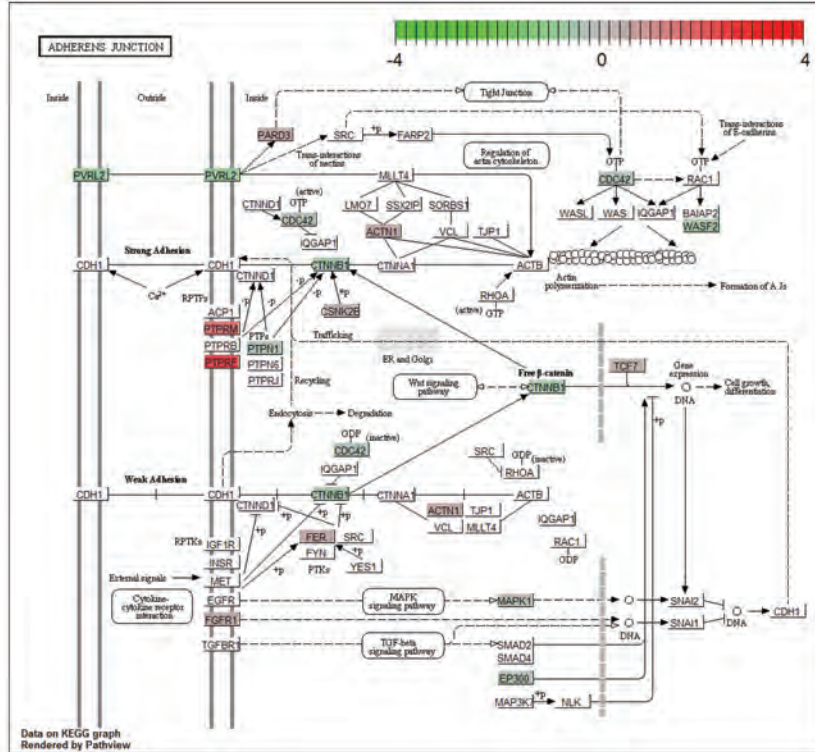 ADHERENS JUNCTION
-4 0 4
Inside Outside Inside
Tight Junction
PARD3 SRC +p FARP2
Trans-interactions of nectins
Regulation of actin cytoskeleton
Trans-interactions of E-cadherins
GTP GTP
PVRL2 PVRL2 MLLT4 CDC42 RAC1
(active)
CTNND1 GTP
CDC42
IQGAP1
LMO7 SSX2IP SORBS1
ACTN1 VCL TJP1
WASL WAS IQGAP1 BAIAP2
WASF2
Strong Adhesion
CDH1 CDH1 CTNNB1 CTNNA1 ACTB
CTNND1
Ca2+
RPTPs
-p -p +p
RHOA
(active) GTP
Actin polymerization Formation of AJs
ACP1
PTPRM
PTPRB
PTPRF
PTPs
PTPN1
PTPN6
PTPRJ
CSNK2B
Trafficking
ER and Golgi
Recycling
Wnt signaling pathway
Free β-catenin
CTNNB1
TCF7
Gene expression
DNA
Cell growth, differentiation
+p
Endocytosis Degradation
GDP
CDC42 (inactive)
IQGAP1
SRC GDP
RHOA (inactive)
Weak Adhesion
CDH1 CDH1 CTNNB1 CTNNA1 ACTB
CTNND1
ACTN1 TJP1
VCL MLLT4
IQGAP1
RAC1
GDP
+p +p +p
RPTKs
IGF1R
INSR
MET
FER SRC
FYN
PTKs YES1
+p +p
External signals
Cytokine-cytokine receptor interaction
EGFR
FGFR1
TGFBR1
MAPK signaling pathway
MAPK1
TGF-beta signaling pathway
SMAD2
SMAD4
EP300
MAP3K7 +p NLK
DNA
SNAI2
SNAI1
DNA
CDH1
Data on KEGG graph
Rendered by Pathview